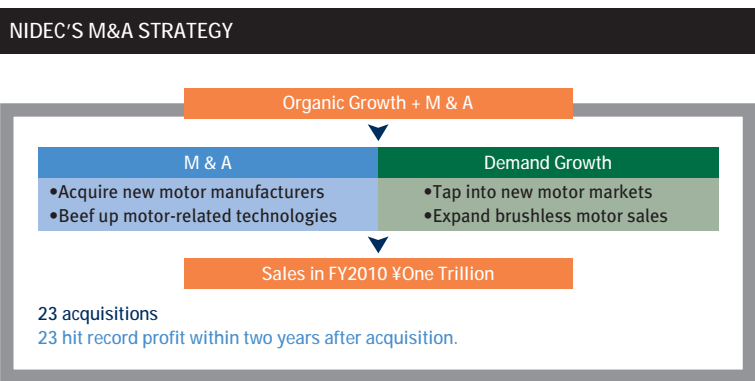 NIDEC'S M&A STRATEGY
Organic Growth + M & A
M & A
Demand Growth
•Acquire new motor manufacturers
•Beef up motor-related technologies
•Tap into new motor markets
•Expand brushless motor sales
Sales in FY2010 ¥One Trillion
23 acquisitions
23 hit record profit within two years after acquisition.